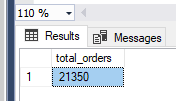 110 %
Results Messages
total_orders
1 21350